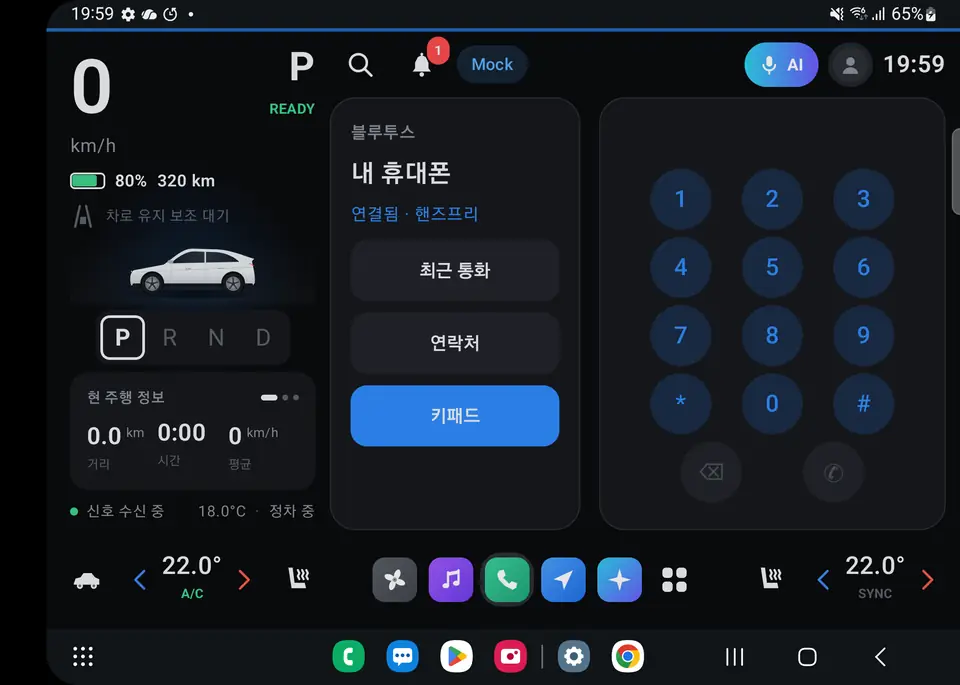 19:59
65%
0
P
READY
km/h
80% 320 km
차로 유지 보조 대기
P R N D
현 주행 정보
0.0 km 0:00 0 km/h
거리 시간 평균
신호 수신 중 18.0°C · 정차 중
1
Mock
AI
19:59
블루투스
내 휴대폰
연결됨 · 핸즈프리
최근 통화
연락처
키패드
1 2 3
4 5 6
7 8 9
* 0 #
22.0°
A/C
22.0°
SYNC